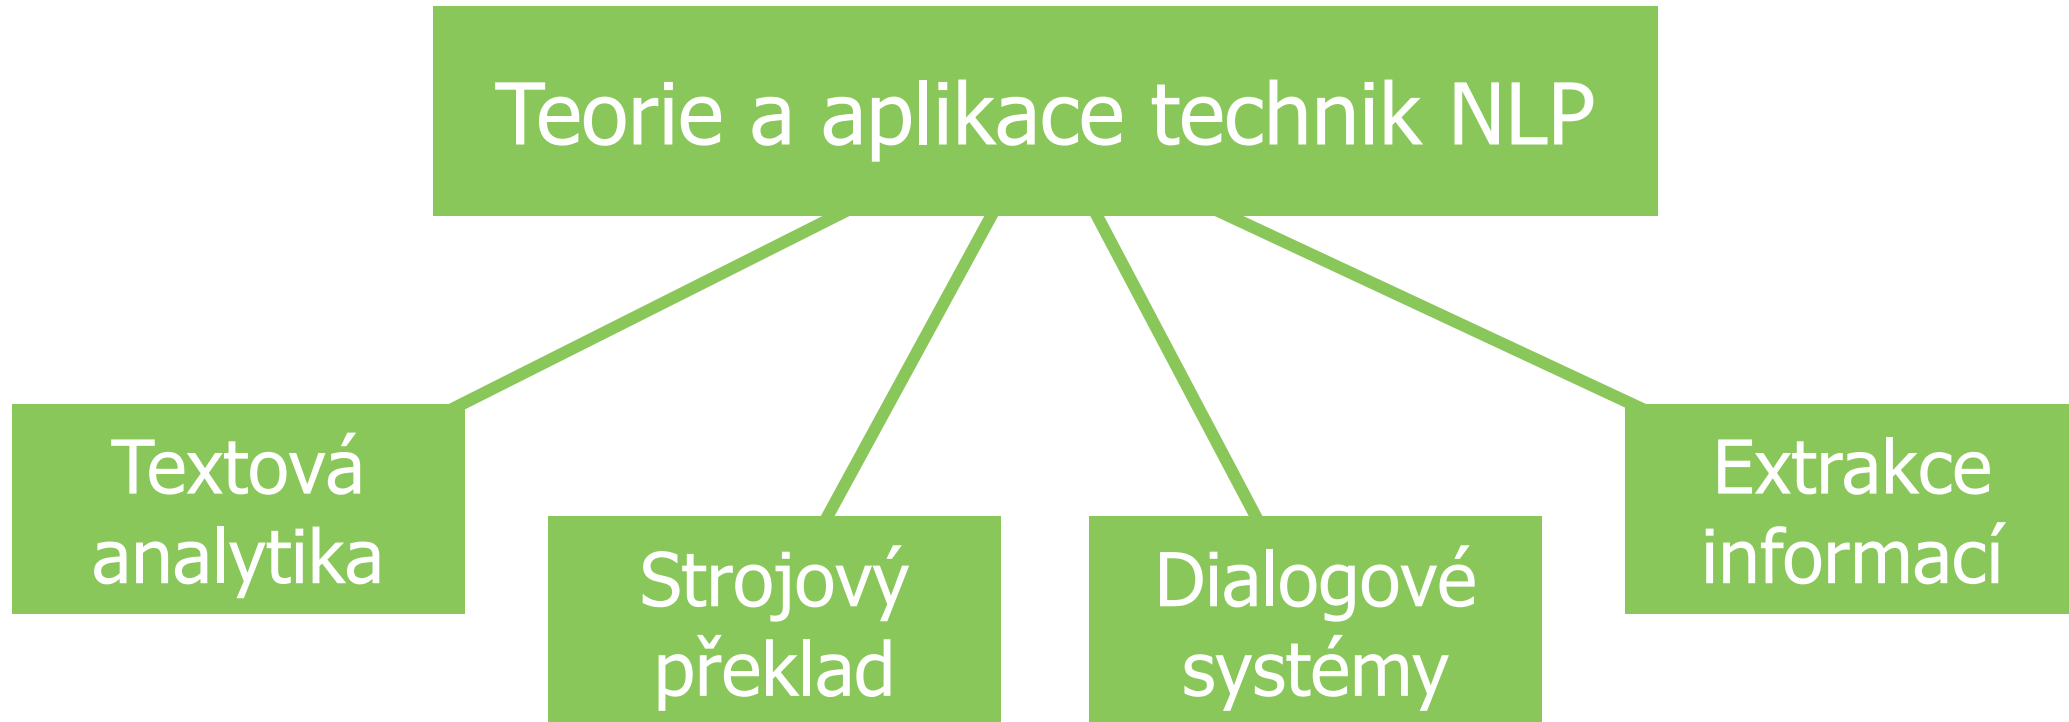 Teorie a aplikace technik NLP
Textová
analytika
Strojový
překlad
Dialogové
systémy
Extrakce
informací